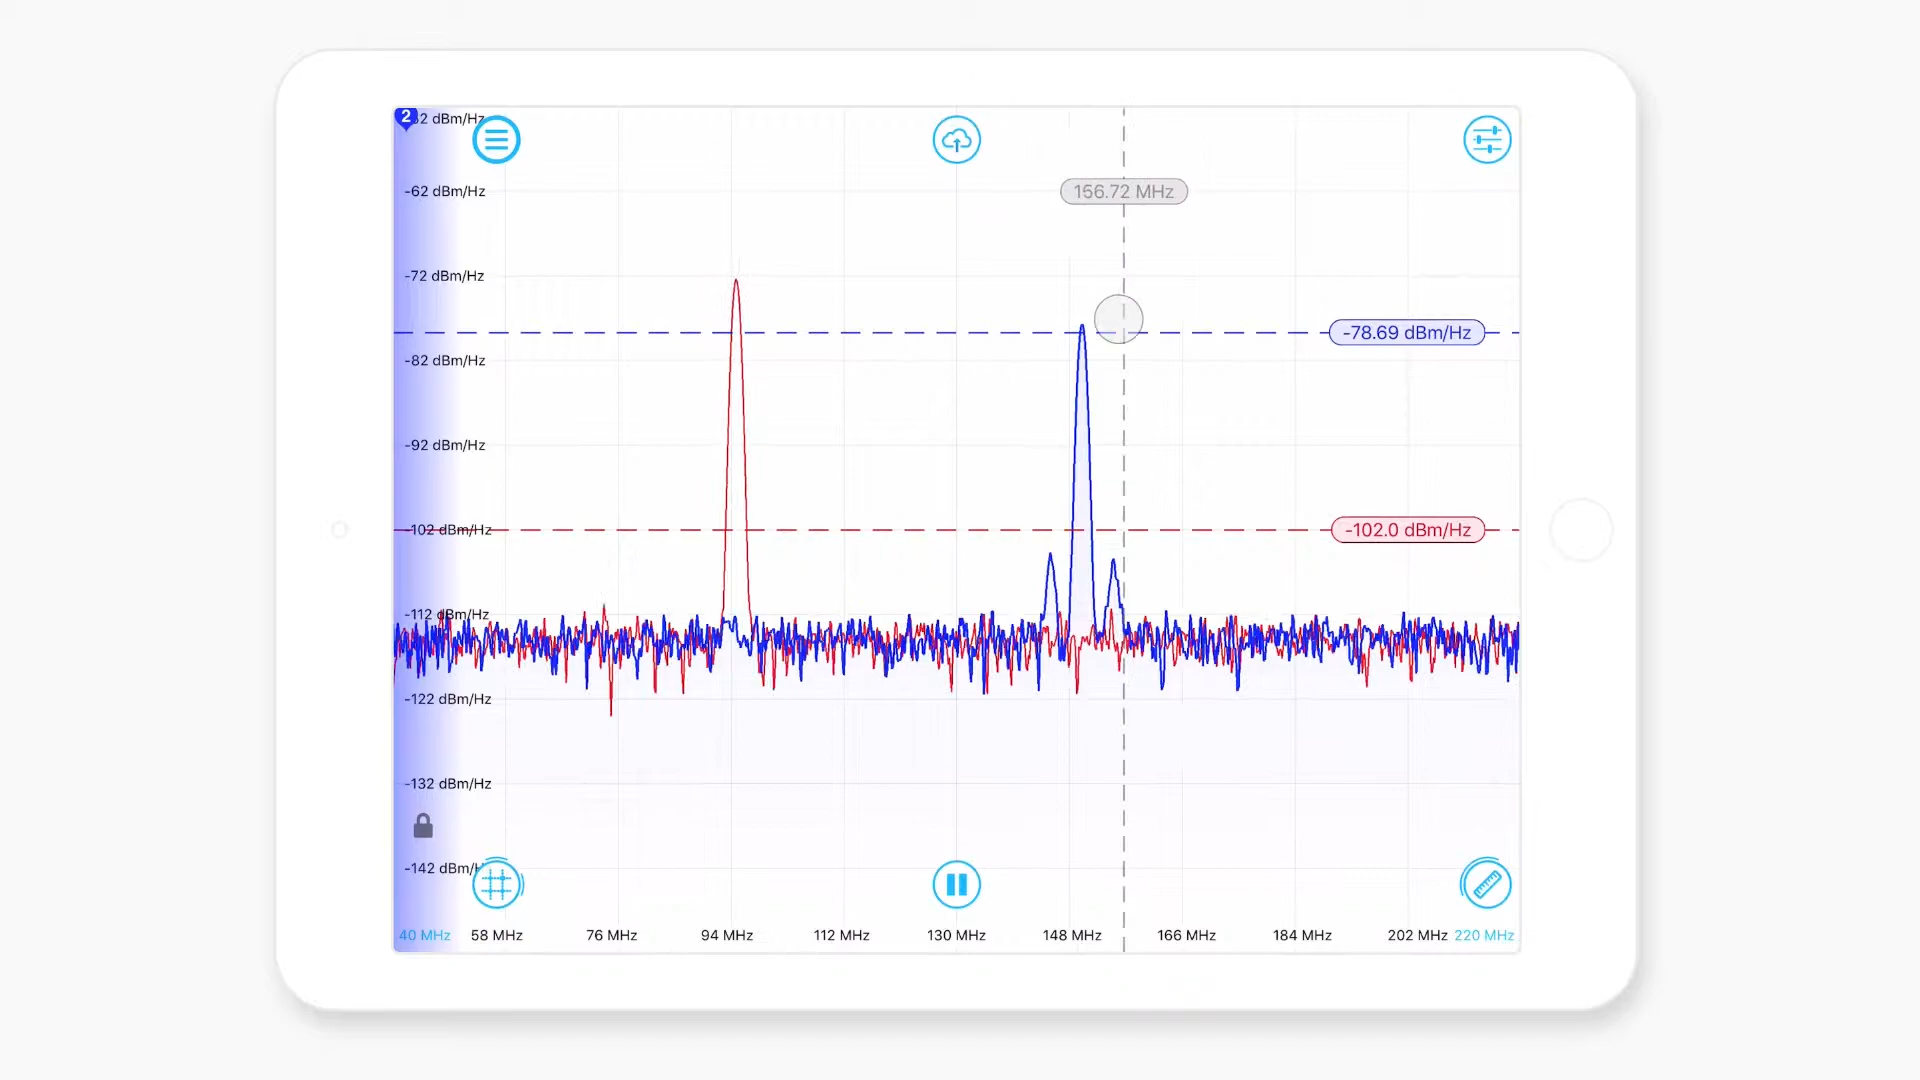 2
-62 dBm/Hz
156.72 MHz
-72 dBm/Hz
-78.69 dBm/Hz
-82 dBm/Hz
-92 dBm/Hz
-102 dBm/Hz
-102.0 dBm/Hz
-112 dBm/Hz
-122 dBm/Hz
-132 dBm/Hz
-142 dBm/H
40 MHz 58 MHz 76 MHz 94 MHz 112 MHz 130 MHz 148 MHz 166 MHz 184 MHz 202 MHz 220 MHz